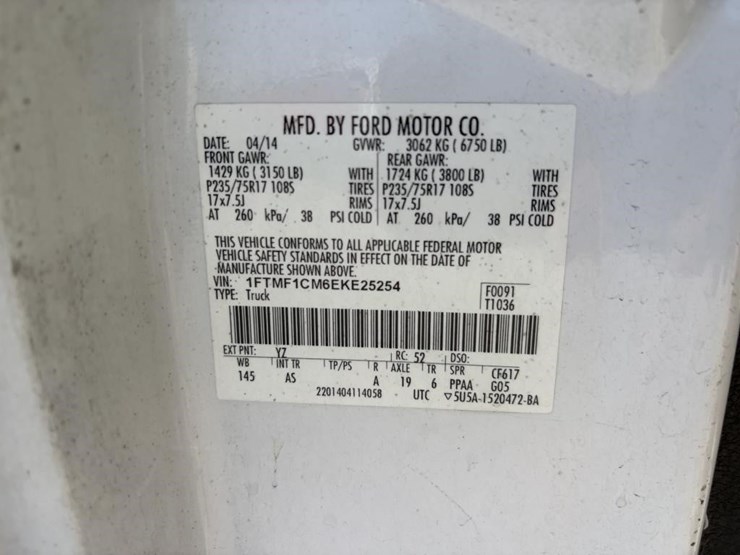 MFD. BY FORD MOTOR CO.
DATE: 04/14 GVWR: 3062 KG ( 6750 LB)
FRONT GAWR: REAR GAWR:
1429 KG ( 3150 LB) WITH 1724 KG ( 3800 LB) WITH
P235/75R17 108S TIRES P235/75R17 108S TIRES
17x7.5J RIMS 17x7.5J RIMS
AT 260 kPa/ 38 PSI COLD AT 260 kPa/ 38 PSI COLD
THIS VEHICLE CONFORMS TO ALL APPLICABLE FEDERAL MOTOR
VEHICLE SAFETY STANDARDS IN EFFECT ON THE DATE OF
MANUFACTURE SHOWN ABOVE.
VIN: 1FTMF1CM6EKE25254 F0091
TYPE: Truck T1036
EXT PNT: YZ RC: 52 DSO:
WB INT TR TP/PS R AXLE TR SPR CF617
145 AS A 19 6 PPAA G05
2201404114058 UTC ▽5U5A-1520472-BA